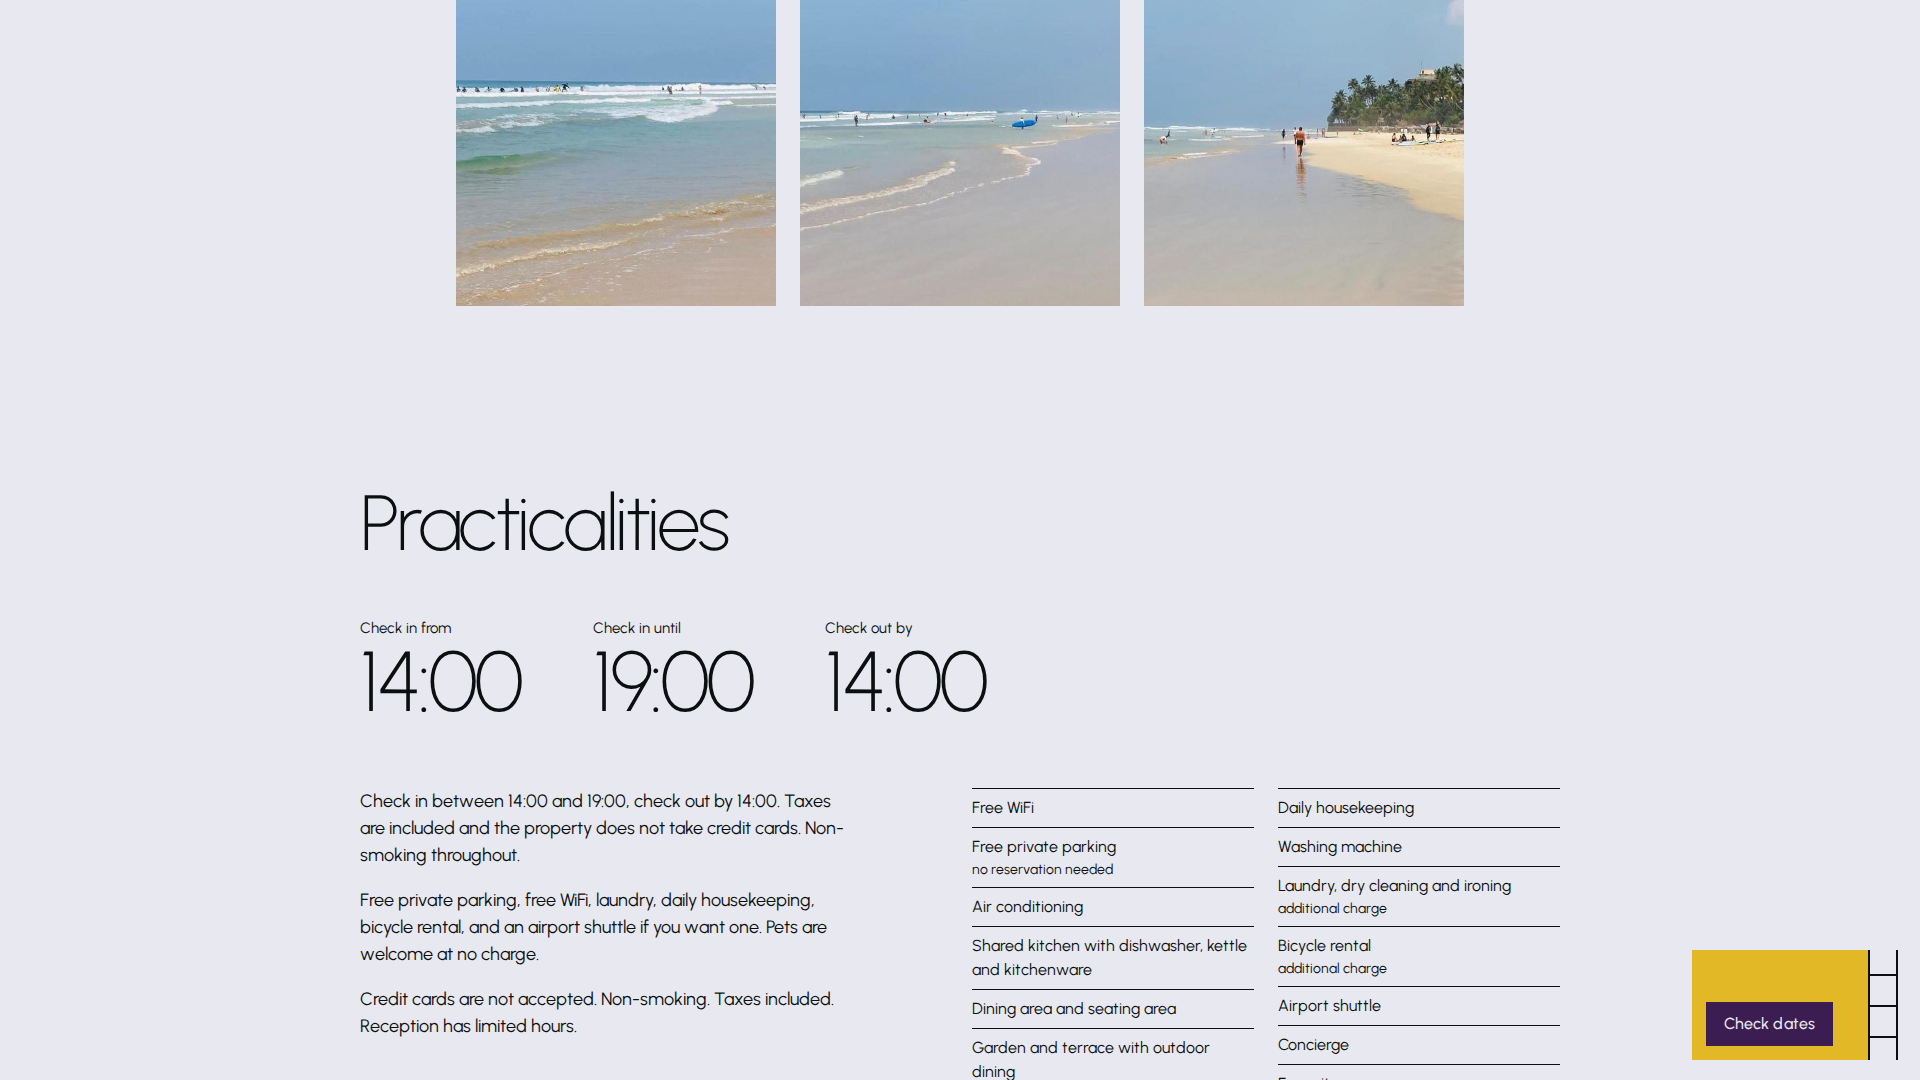 Practicalities
Check in from
14:00
Check in until
19:00
Check out by
14:00
Check in between 14:00 and 19:00, check out by 14:00. Taxes
are included and the property does not take credit cards. Non-
smoking throughout.
Free private parking, free WiFi, laundry, daily housekeeping,
bicycle rental, and an airport shuttle if you want one. Pets are
welcome at no charge.
Credit cards are not accepted. Non-smoking. Taxes included.
Reception has limited hours.
Free WiFi
Free private parking
no reservation needed
Air conditioning
Shared kitchen with dishwasher, kettle
and kitchenware
Dining area and seating area
Garden and terrace with outdoor
dining
Daily housekeeping
Washing machine
Laundry, dry cleaning and ironing
additional charge
Bicycle rental
additional charge
Airport shuttle
Concierge
Check dates